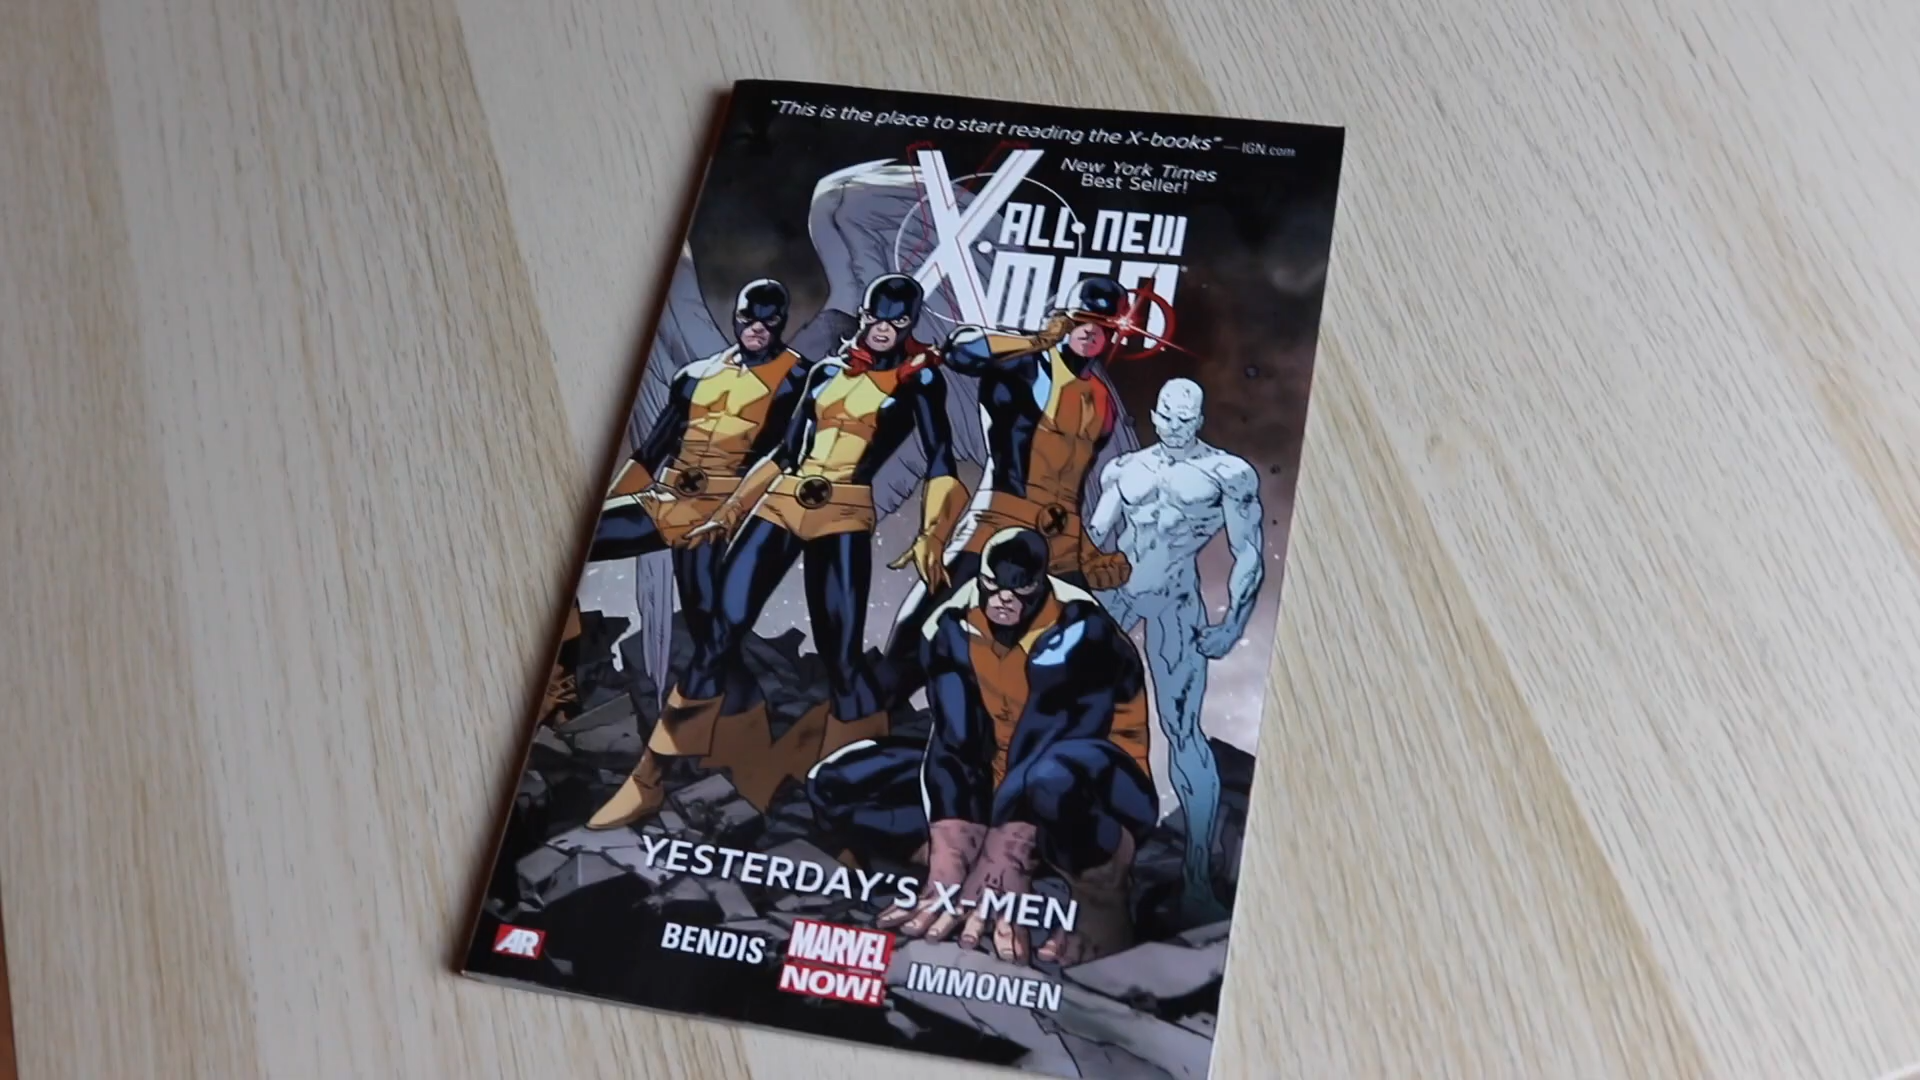 "This is the place to start reading the X-books" — IGN.com
New York Times
Best Seller!
ALL-NEW
X-MEN
YESTERDAY'S X-MEN
AR
BENDIS
MARVEL
NOW!
IMMONEN